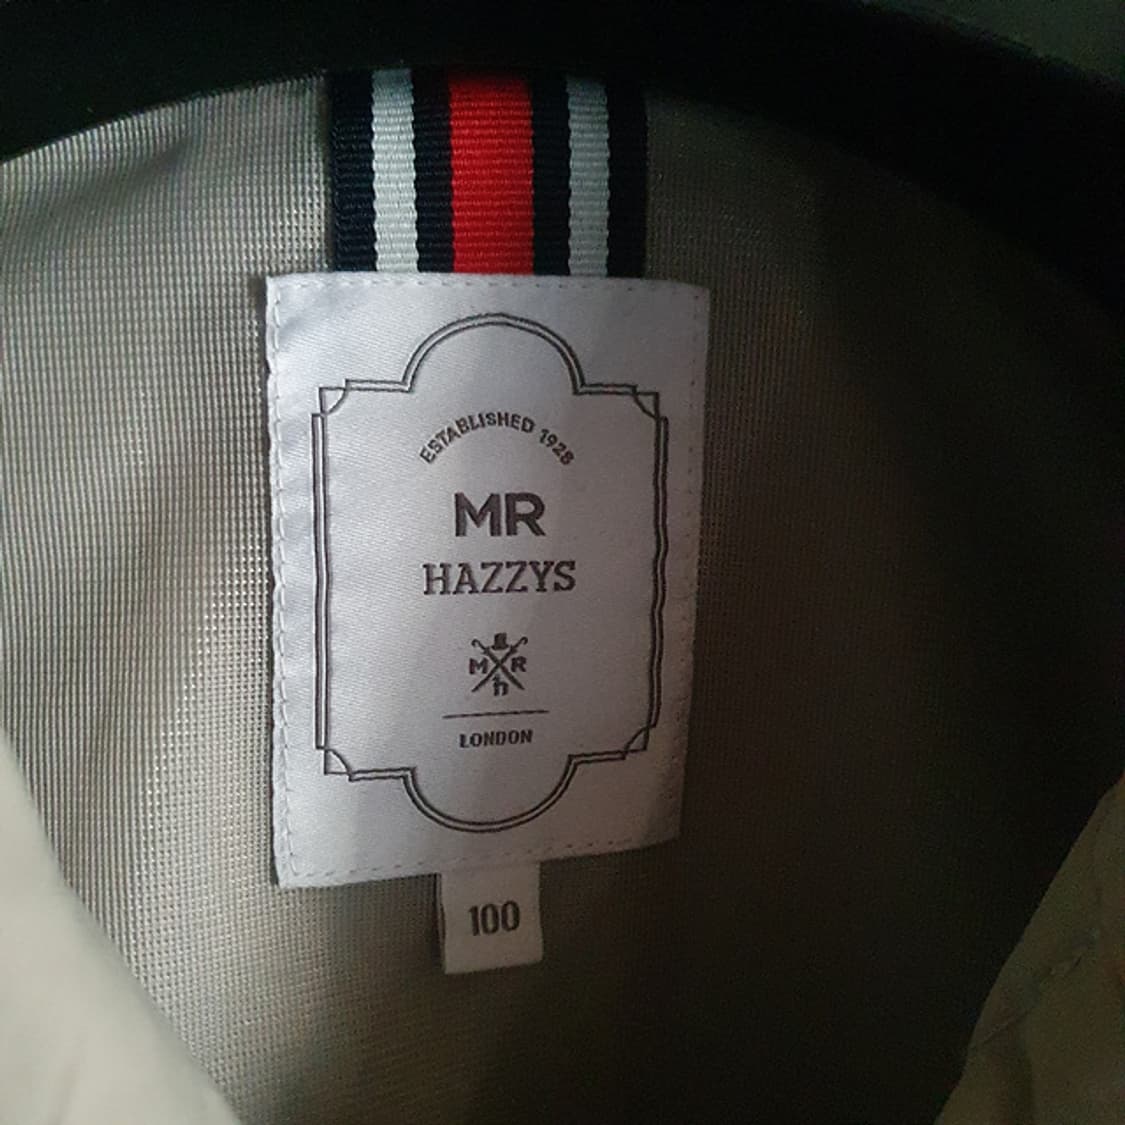 ESTABLISHED 1928
MR
HAZZYS
M R
h
LONDON
100